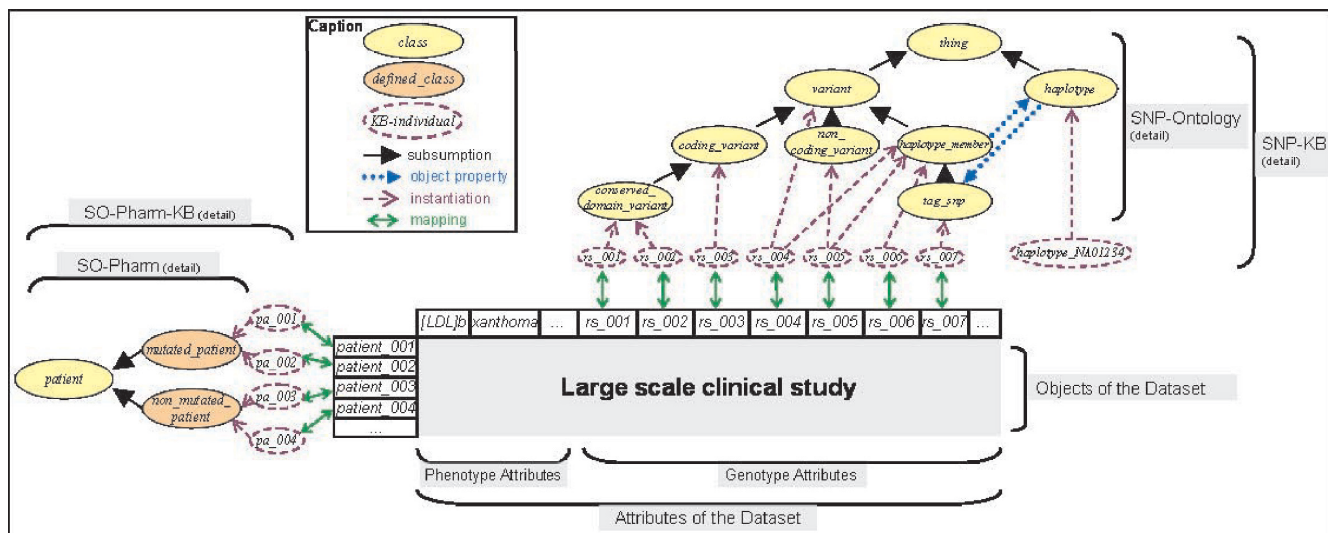 Caption
class
defined_class
KB-individual
subsumption
object property
instantiation
mapping
thing
variant
haplotype
coding_variant
non_
coding_variant
haplotype_member
conserved_
domain_variant
tag_snp
rs_001
rs_002
rs_003
rs_004
rs_005
rs_006
rs_007
haplotype_NA01234
SNP-Ontology
(detail)
SNP-KB
(detail)
SO-Pharm-KB (detail)
SO-Pharm (detail)
patient
mutated_patient
non_mutated_
patient
pa_001
pa_002
pa_003
pa_004
[LDL]b xanthoma ... rs_001 rs_002 rs_003 rs_004 rs_005 rs_006 rs_007 ...
patient_001
patient_002
patient_003
patient_004
...
Large scale clinical study
Objects of the Dataset
Phenotype Attributes
Genotype Attributes
Attributes of the Dataset